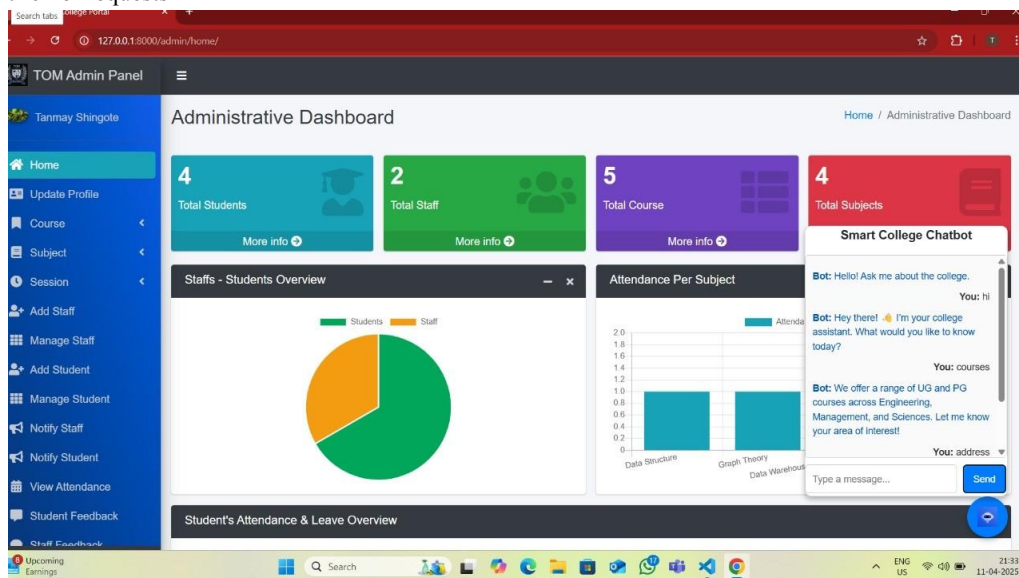 Search tabs
College Portal
127.0.0.1:8000/admin/home/
T
TOM Admin Panel
Tanmay Shingote
Administrative Dashboard
Home / Administrative Dashboard
Home
Update Profile
Course
Subject
Session
Add Staff
Manage Staff
Add Student
Manage Student
Notify Staff
Notify Student
View Attendance
Student Feedback
Staff Feedback
4
Total Students
More info
2
Total Staff
More info
5
Total Course
More info
4
Total Subjects
Staffs - Students Overview
Students
Staff
Attendance Per Subject
Attenda
2.0
1.8
1.6
1.4
1.2
1.0
0.8
0.6
0.4
0.2
0
Data Structure
Graph Theory
Data Warehous
Student's Attendance & Leave Overview
Smart College Chatbot
Bot: Hello! Ask me about the college.
You: hi
Bot: Hey there! 👋 I'm your college
assistant. What would you like to know
today?
You: courses
Bot: We offer a range of UG and PG
courses across Engineering,
Management, and Sciences. Let me know
your area of interest!
You: address
Type a message...
Send
Upcoming
Earnings
Search
ENG
US
21:33
11-04-2025